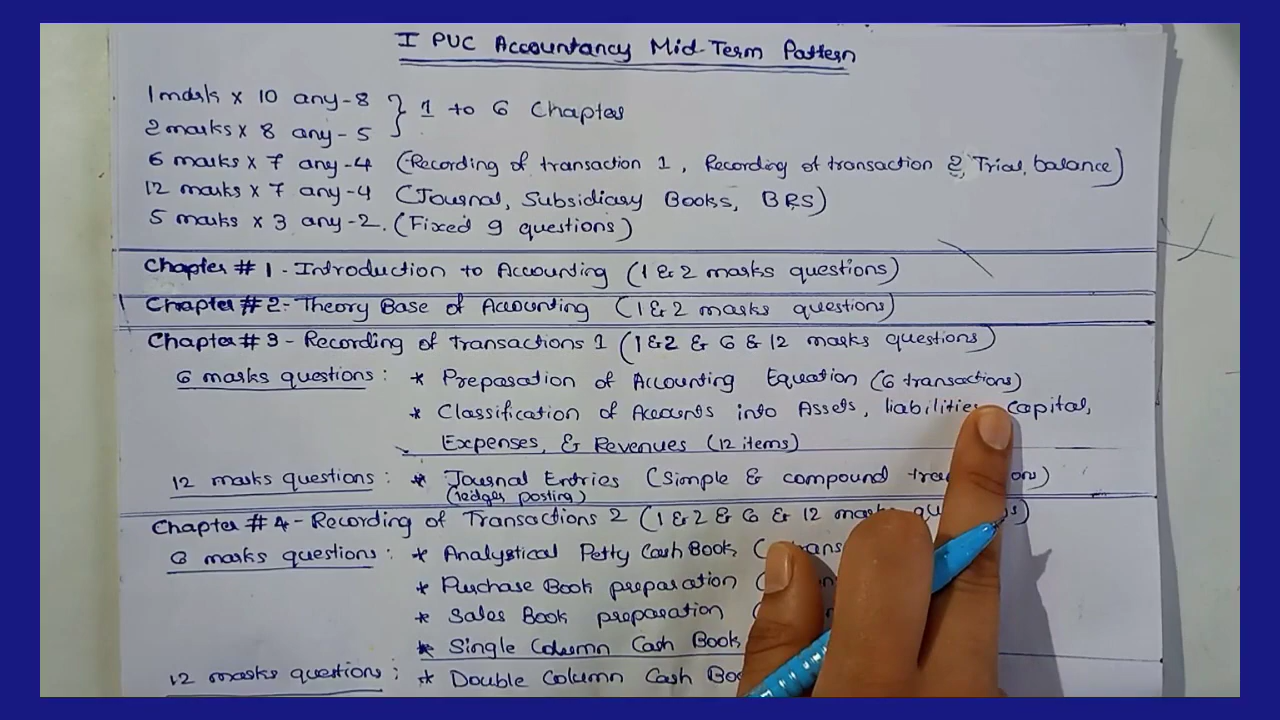 I PUC Accountancy Mid-Term Pattern
1 mark x 10 any-8 } 1 to 6 Chapter
2 marks x 8 any-5
6 marks x 7 any-4 (Recording of transaction 1, Recording of transaction 2, Trial balance)
12 marks x 7 any-4 (Journal, Subsidiary Books, BRS)
5 marks x 3 any-2. (Fixed 9 questions)
Chapter # 1 - Introduction to Accounting (1 & 2 marks questions)
Chapter # 2 - Theory Base of Accounting (1 & 2 marks questions)
Chapter # 3 - Recording of transactions 1 (1 & 2 & 6 & 12 marks questions)
6 marks questions : * Preparation of Accounting Equation (6 transactions)
* Classification of Accounts into Assets, liabilities, Capital,
Expenses, & Revenues (12 items)
12 marks questions : * Journal Entries (Simple & compound
(ledger posting)
Chapter # 4 - Recording of Transactions 2 (1 & 2 & 6 & 12 marks
6 marks questions : * Analytical Petty Cash Book
* Purchase Book preparation
* Sales Book preparation
* Single Column Cash Book
12 marks questions : * Double Column Cash